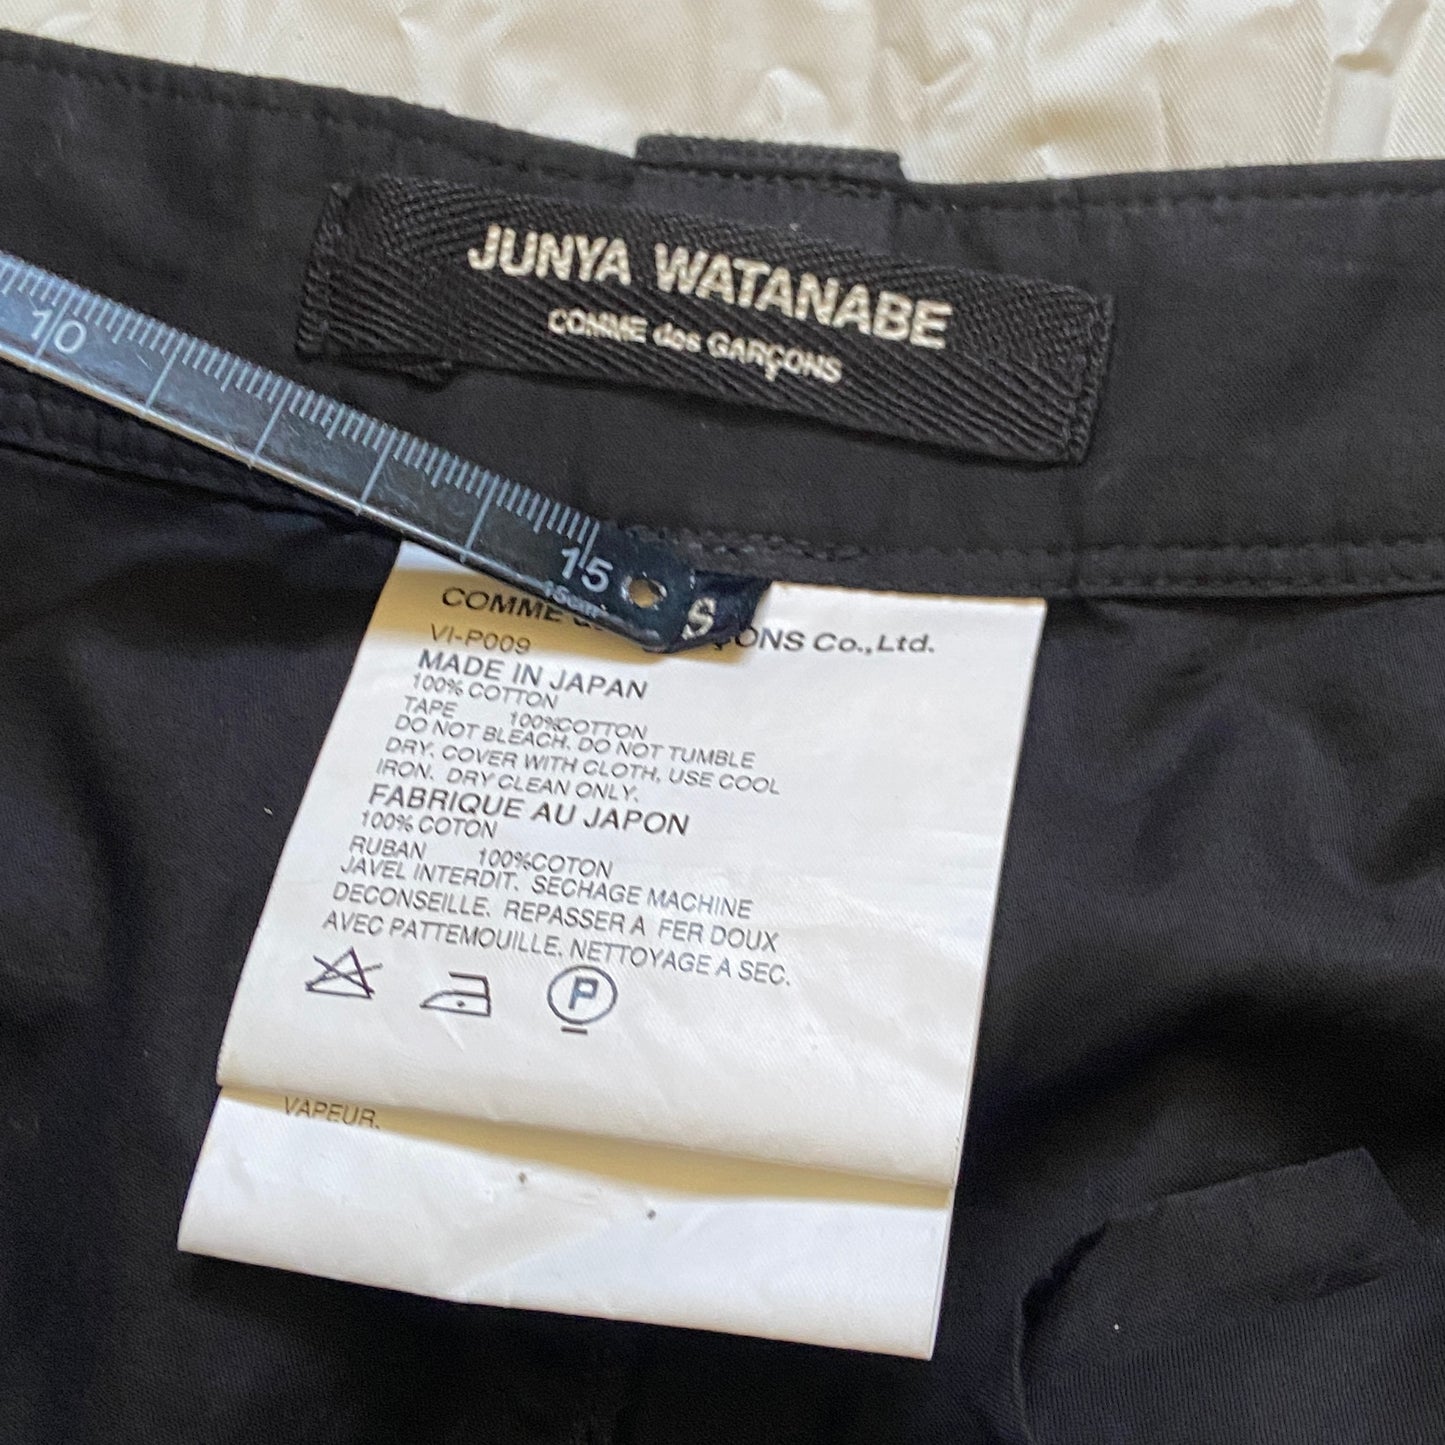 JUNYA WATANABE
COMME des GARÇONS
10
15
15cm
S
COMME ONS Co.,Ltd.
VI-P009
MADE IN JAPAN
100% COTTON
TAPE 100%COTTON
DO NOT BLEACH. DO NOT TUMBLE
DRY. COVER WITH CLOTH, USE COOL
IRON. DRY CLEAN ONLY.
FABRIQUE AU JAPON
100% COTON
RUBAN 100%COTON
JAVEL INTERDIT. SECHAGE MACHINE
DECONSEILLE. REPASSER A FER DOUX
AVEC PATTEMOUILLE. NETTOYAGE A SEC.
P
VAPEUR.